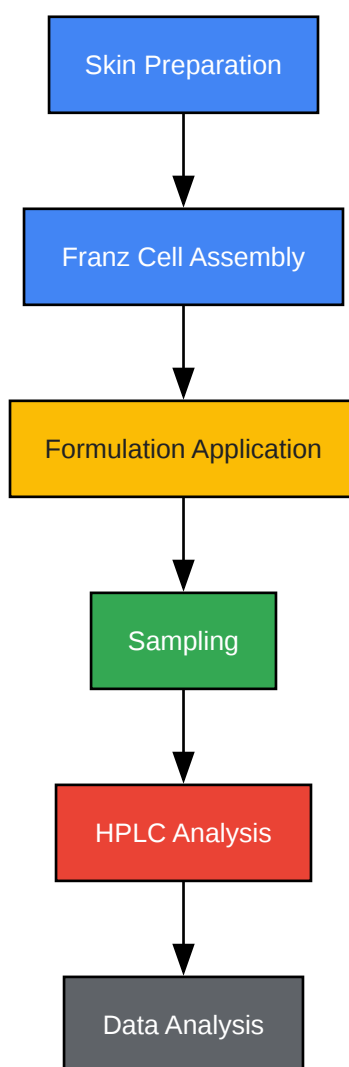 Skin Preparation
Franz Cell Assembly
Formulation Application
Sampling
HPLC Analysis
Data Analysis